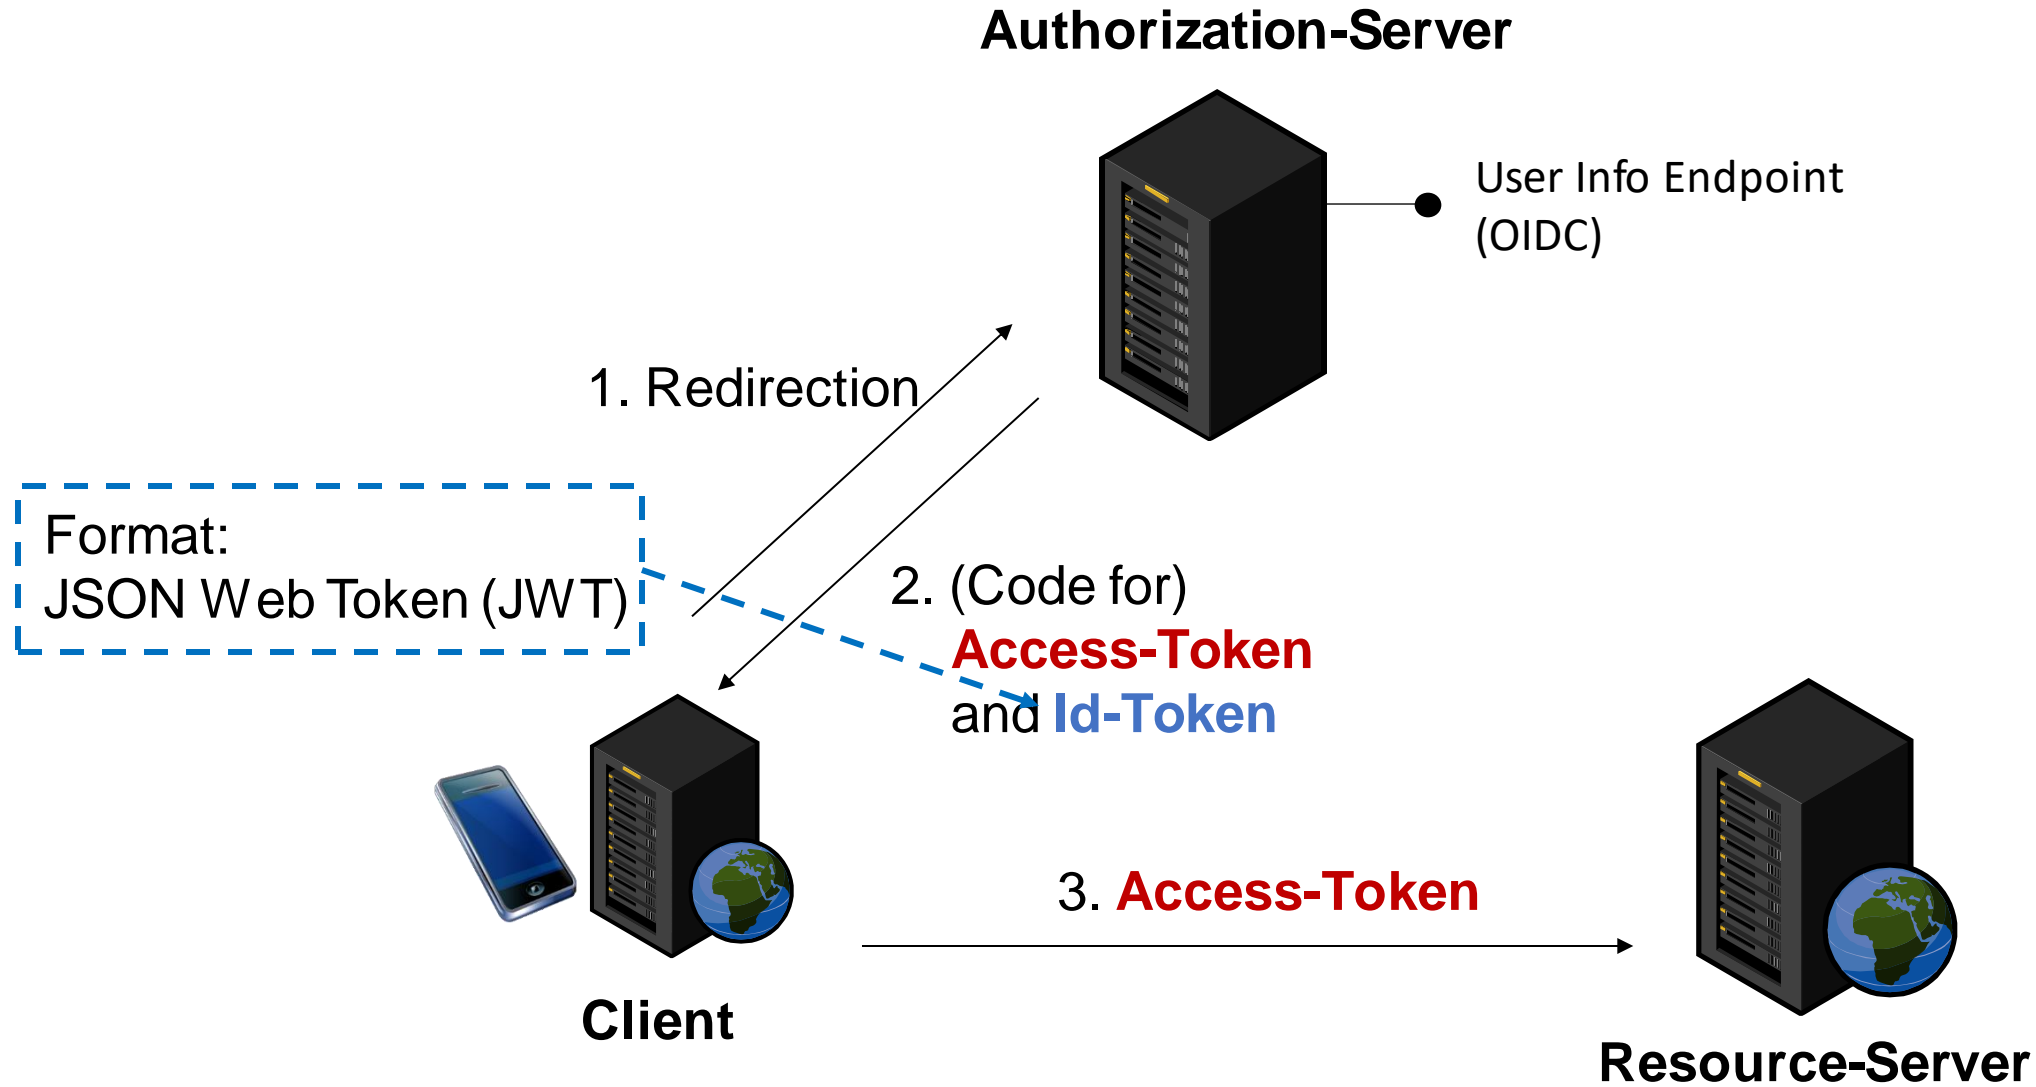 Authorization-Server
User Info Endpoint
(OIDC)
1. Redirection
Format:
JSON Web Token (JWT)
2. (Code for)
Access-Token
and Id-Token
3. Access-Token
Client
Resource-Server